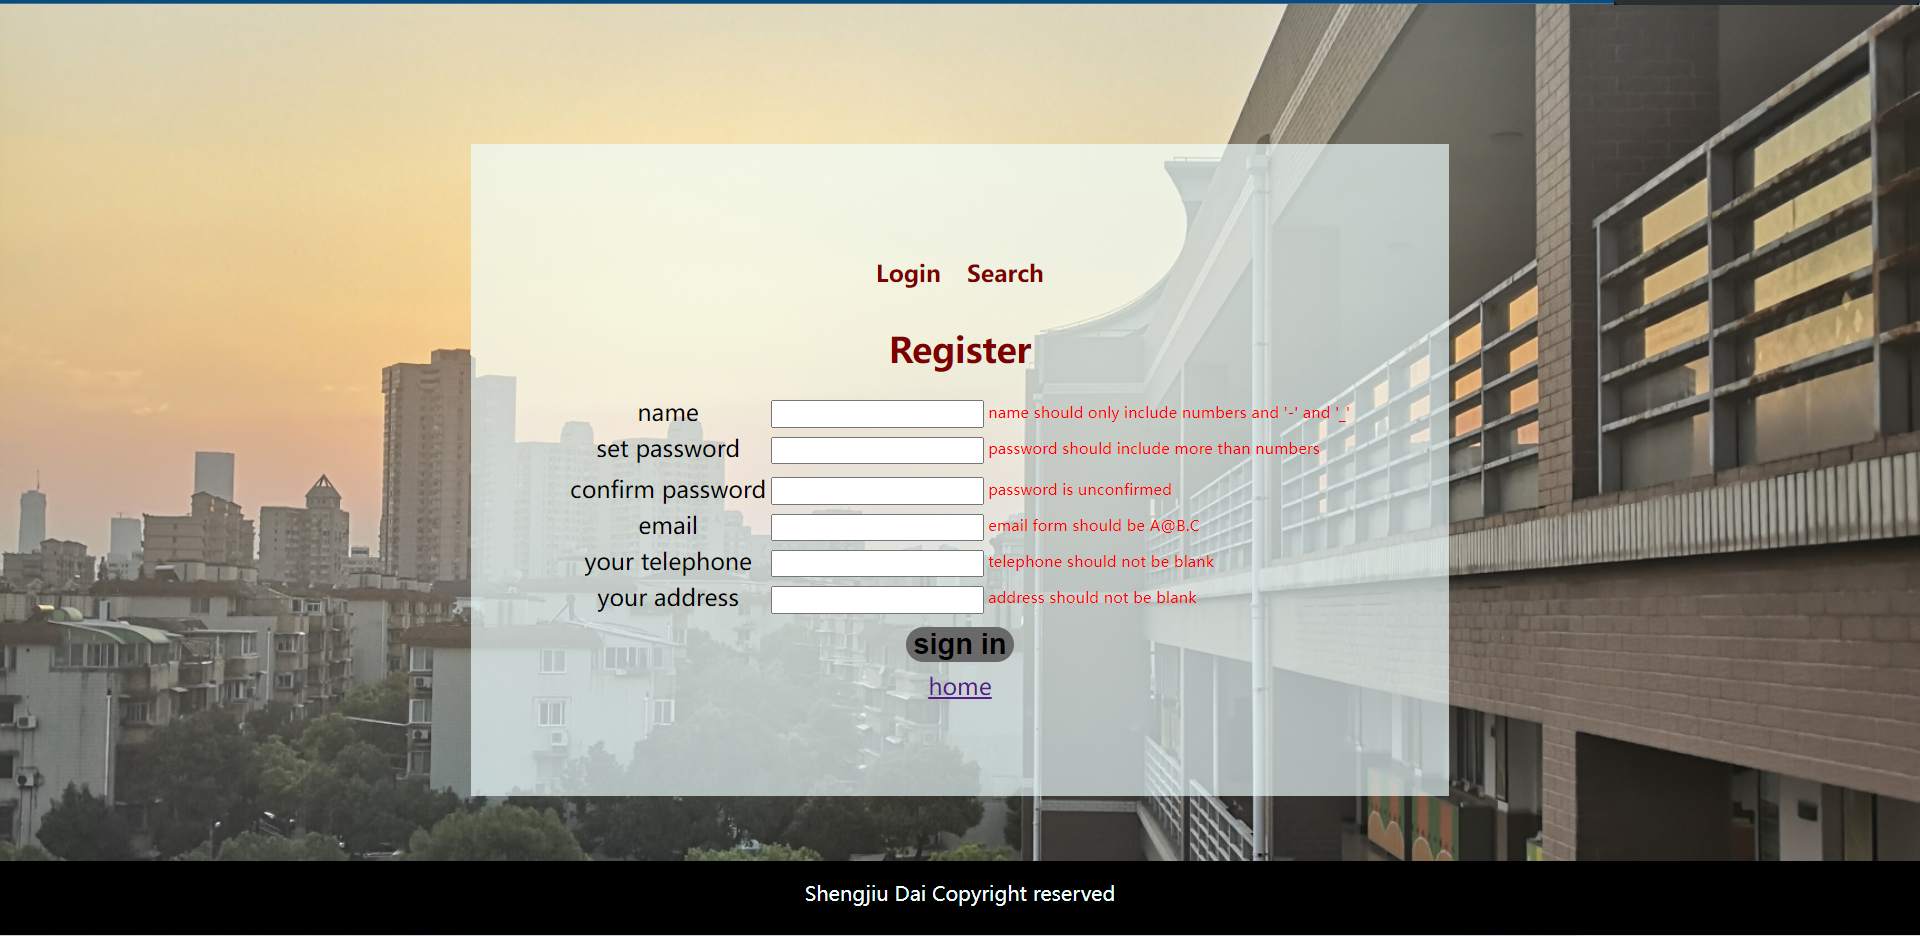 Login Search
Register
name name should only include numbers and '-' and '_'
set password password should include more than numbers
confirm password password is unconfirmed
email email form should be A@B.C
your telephone telephone should not be blank
your address address should not be blank
sign in
home
Shengjiu Dai Copyright reserved